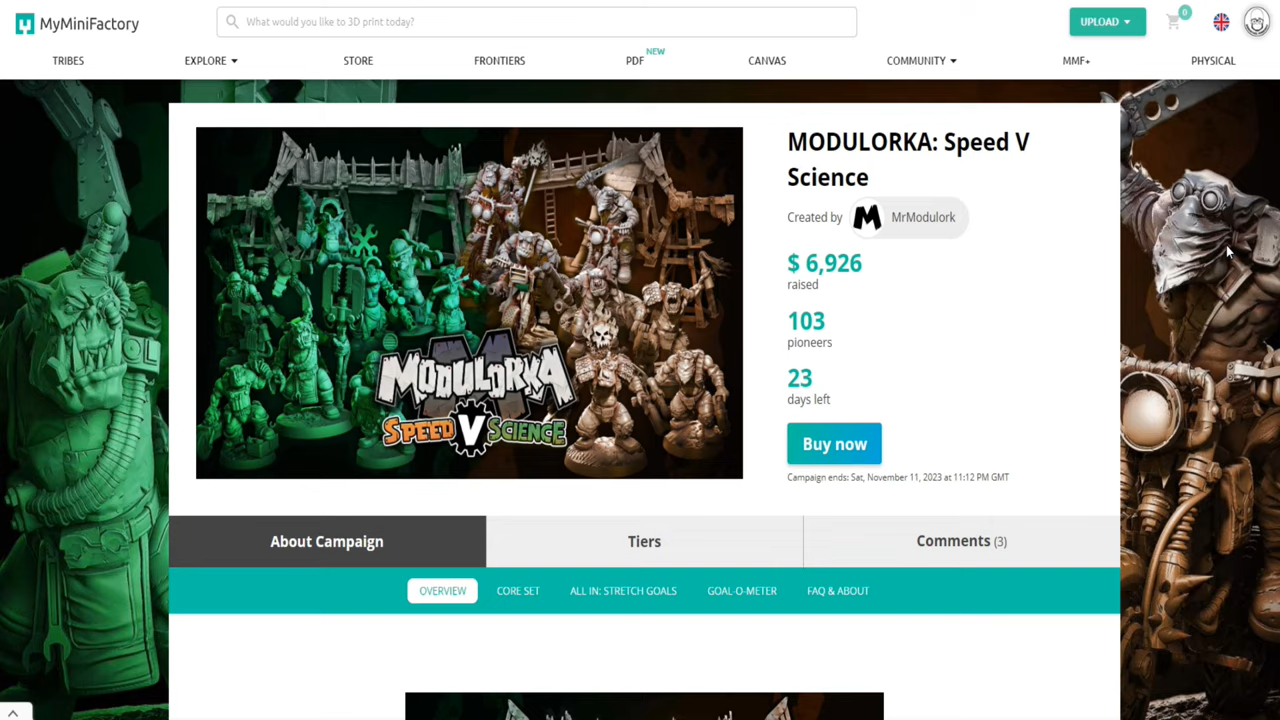 MyMiniFactory
What would you like to 3D print today?
UPLOAD
0
TRIBES
EXPLORE
STORE
FRONTIERS
NEW
PDF
CANVAS
COMMUNITY
MMF+
PHYSICAL
MODULORKA
SPEED V SCIENCE
MODULORKA: Speed V
Science
Created by
M
MrModulork
$ 6,926
raised
103
pioneers
23
days left
Buy now
Campaign ends: Sat, November 11, 2023 at 11:12 PM GMT
About Campaign
Tiers
Comments (3)
OVERVIEW
CORE SET
ALL IN: STRETCH GOALS
GOAL-O-METER
FAQ & ABOUT